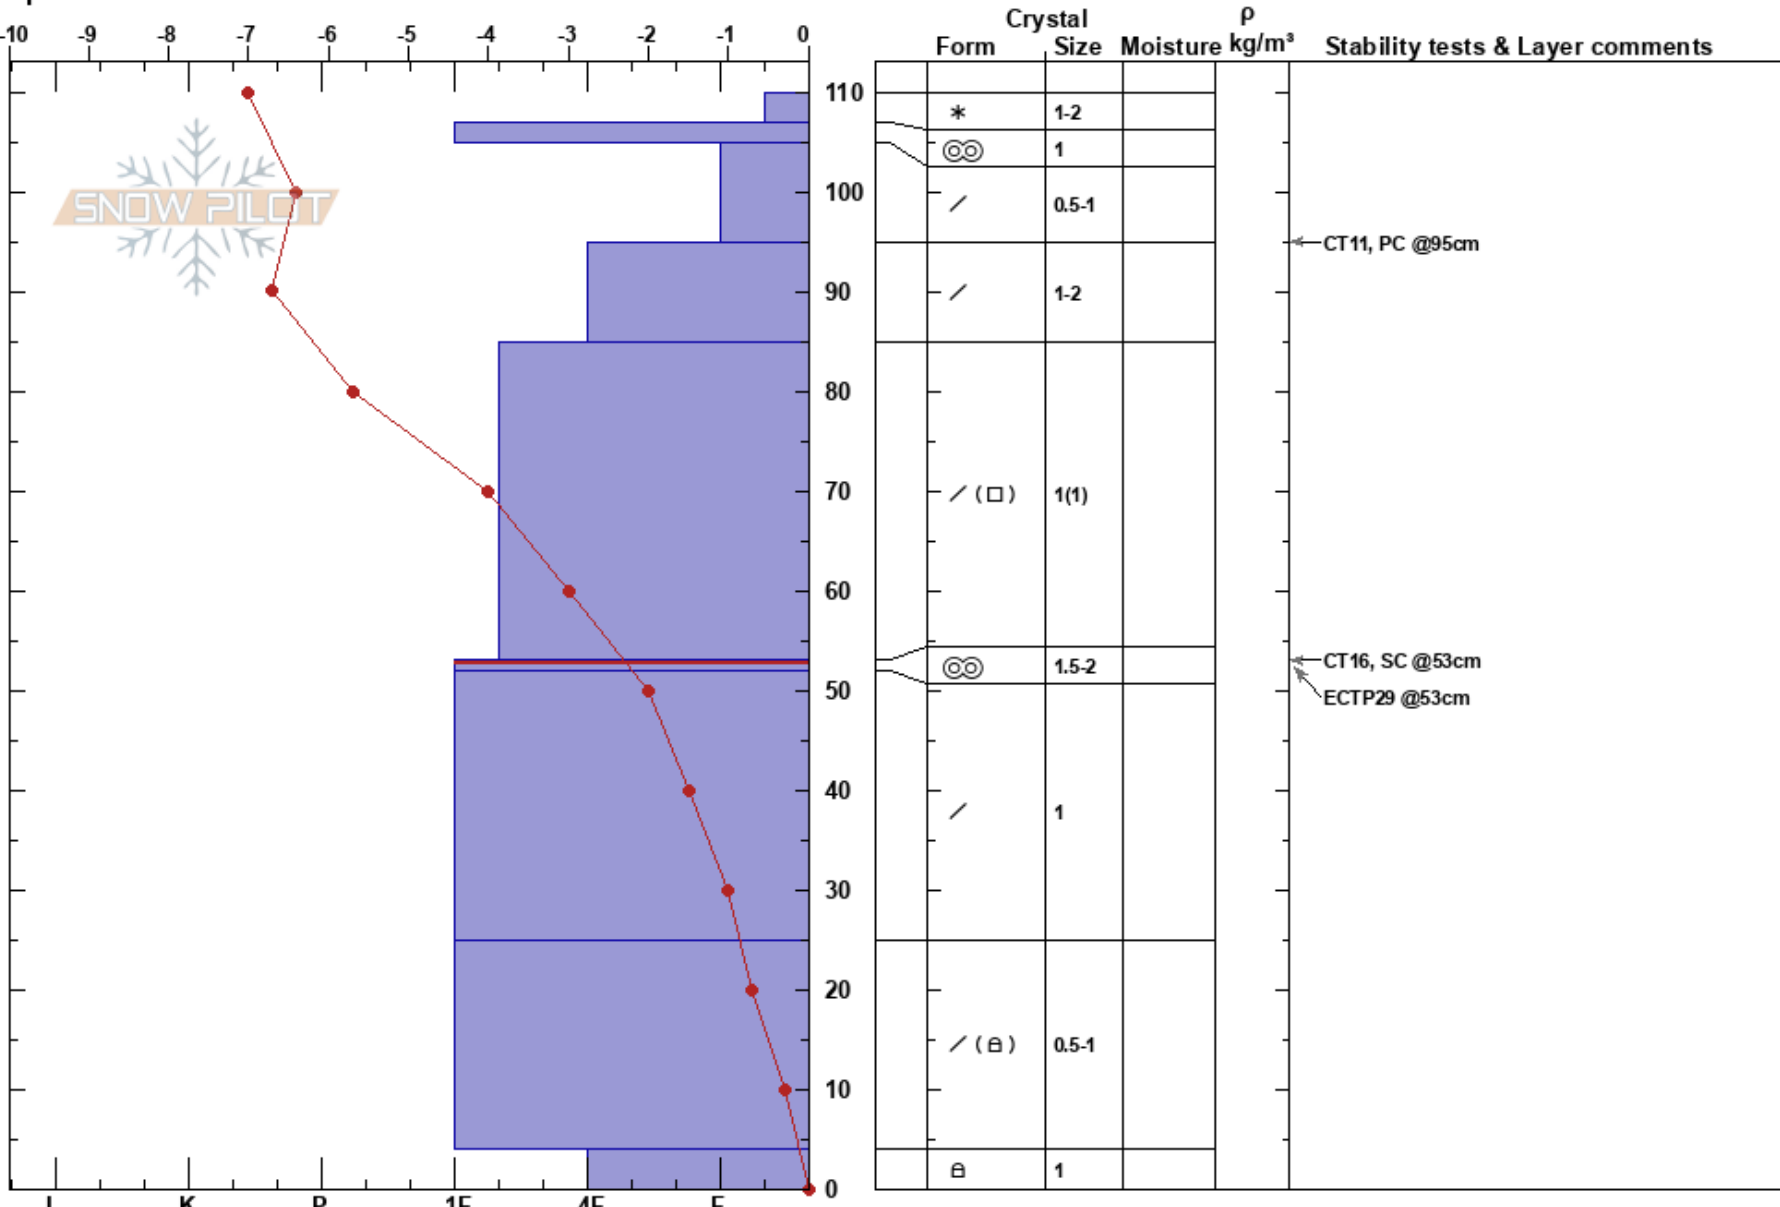 -10 -9 -8 -7 -6 -5 -4 -3 -2 -1 0
Crystal
Form Size Moisture
ρ
kg/m³
Stability tests & Layer comments
SNOW PILOT
110
100
90
80
70
60
50
40
30
20
10
0
1-2
1
0.5-1
1-2
1(1)
1.5-2
1
0.5-1
1
CT11, PC @95cm
CT16, SC @53cm
ECTP29 @53cm
I K P 1F 4F F